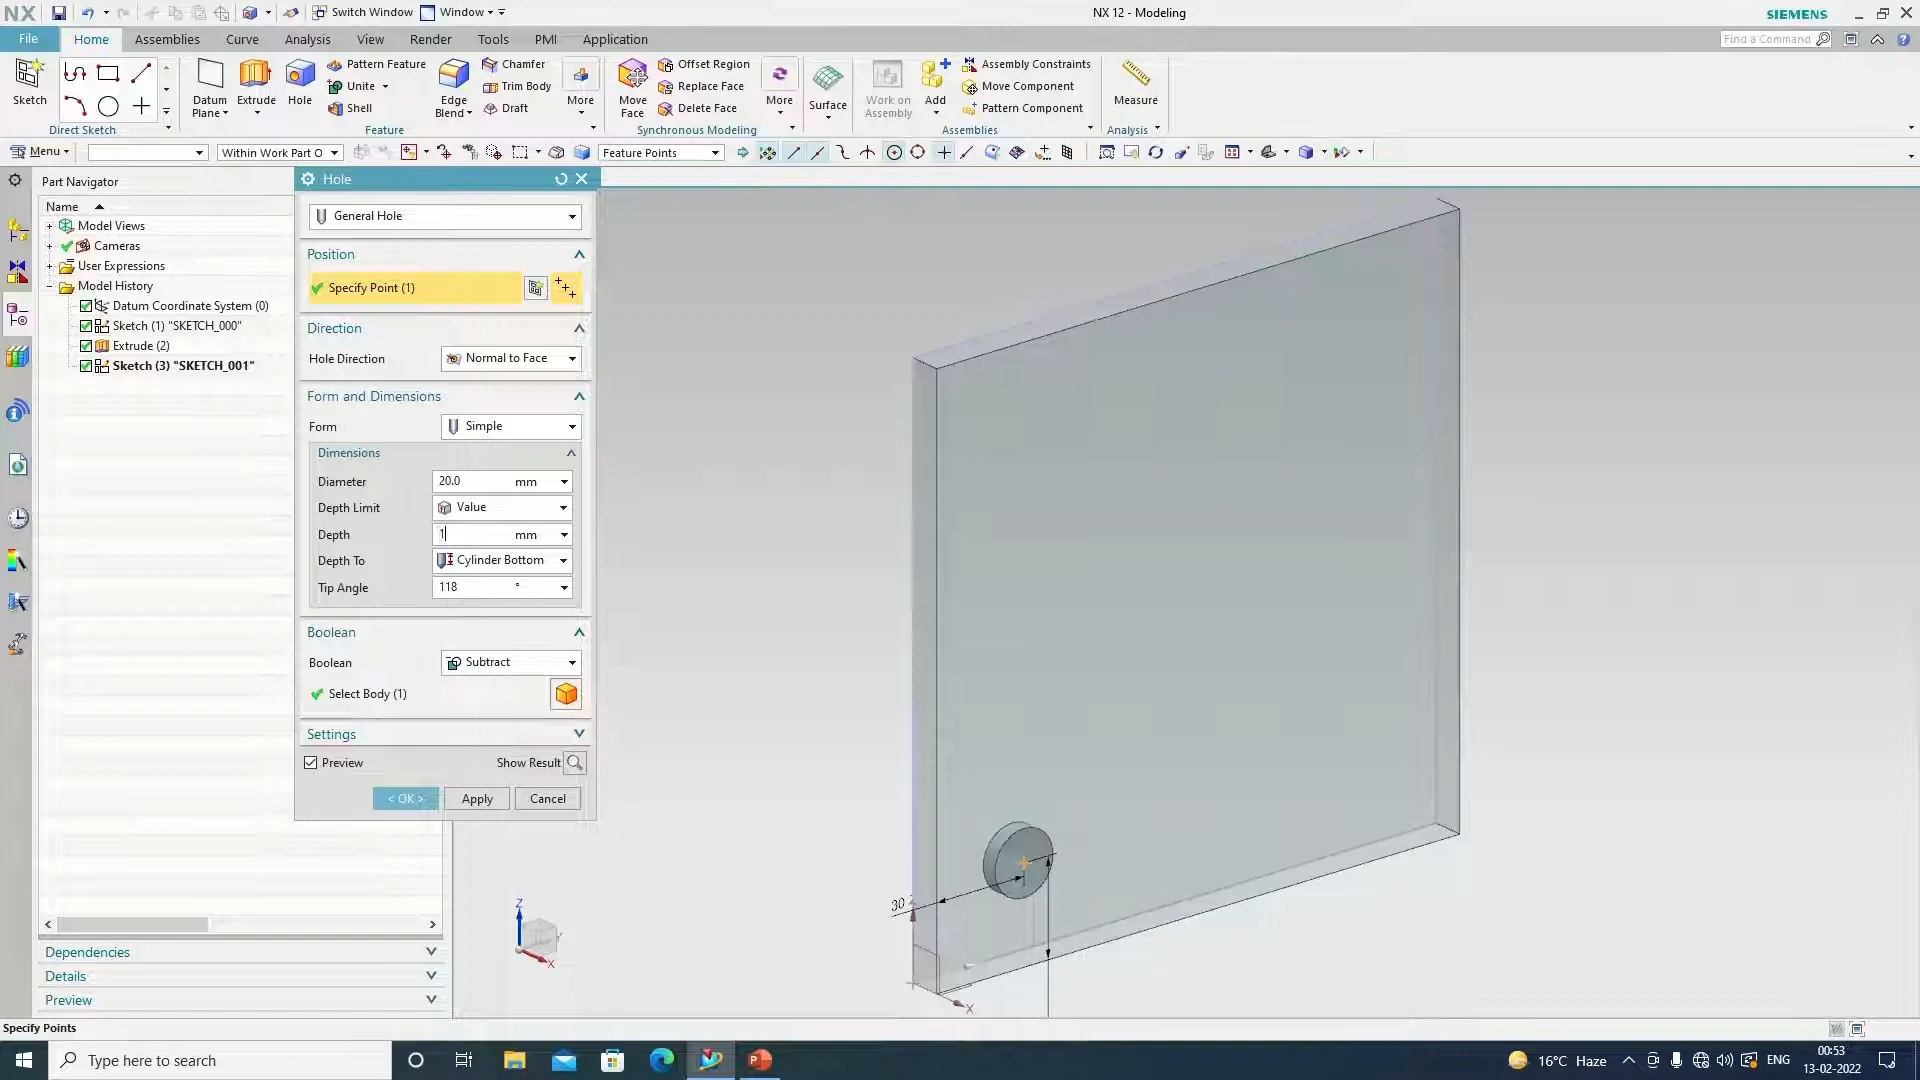 NX Switch Window Window NX 12 - Modeling SIEMENS
File Home Assemblies Curve Analysis View Render Tools PMI Application Find a Command
Sketch Datum Plane Extrude Hole Pattern Feature Unite Shell Edge Blend Chamfer Trim Body Draft More Move Face Offset Region Replace Face Delete Face More Surface Work on Assembly Add Assembly Constraints Move Component Pattern Component Measure
Direct Sketch Feature Synchronous Modeling Assemblies Analysis
Menu Within Work Part O Feature Points
Part Navigator
Name
Model Views
Cameras
User Expressions
Model History
Datum Coordinate System (0)
Sketch (1) "SKETCH_000"
Extrude (2)
Sketch (3) "SKETCH_001"
Dependencies
Details
Preview
Hole
General Hole
Position
Specify Point (1)
Direction
Hole Direction Normal to Face
Form and Dimensions
Form Simple
Dimensions
Diameter 20.0 mm
Depth Limit Value
Depth 1 mm
Depth To Cylinder Bottom
Tip Angle 118 °
Boolean
Boolean Subtract
Select Body (1)
Settings
Preview Show Result
< OK > Apply Cancel
30
Z
X
Z
Y
X
Specify Points
Type here to search 16°C Haze ENG 00:53
13-02-2022